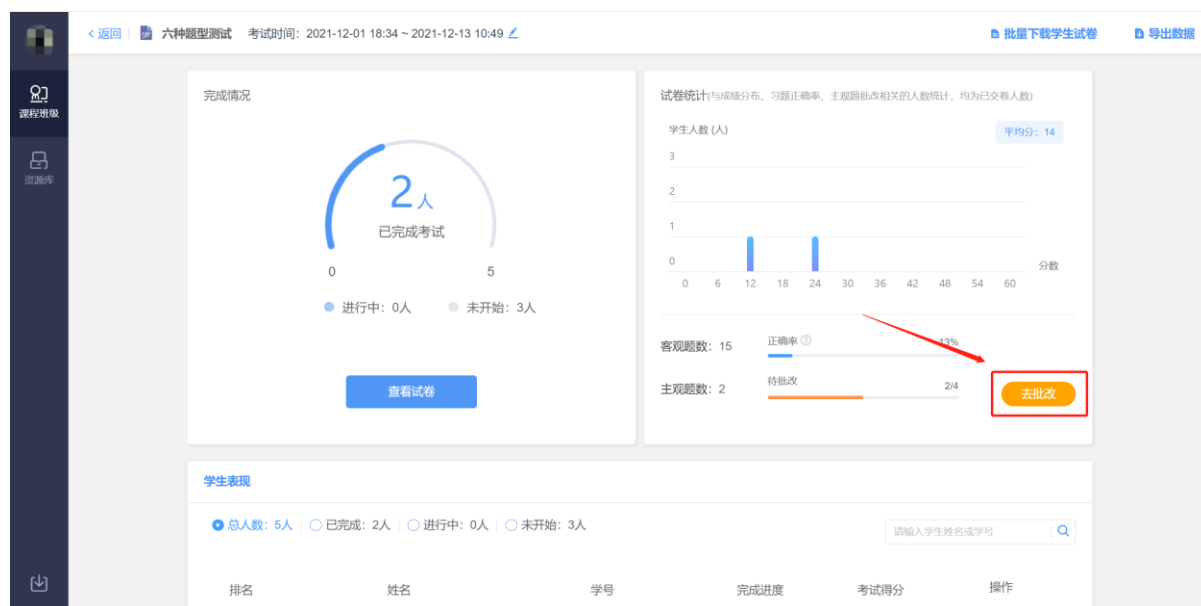 < 返回 六种题型测试 考试时间：2021-12-01 18:34 ~ 2021-12-13 10:49 批量下载学生试卷 导出数据
课程班级
资源库
完成情况
2人
已完成考试
0 5
进行中：0人 未开始：3人
查看试卷
试卷统计(与成绩分布、习题正确率、主观题批改相关的人数统计，均为已交卷人数)
学生人数 (人) 平均分：14
3
2
1
0
分数
0 6 12 18 24 30 36 42 48 54 60
客观题数：15 正确率 13%
主观题数：2 待批改 2/4 去批改
学生表现
总人数：5人 已完成：2人 进行中：0人 未开始：3人 请输入学生姓名或学号
排名 姓名 学号 完成进度 考试得分 操作